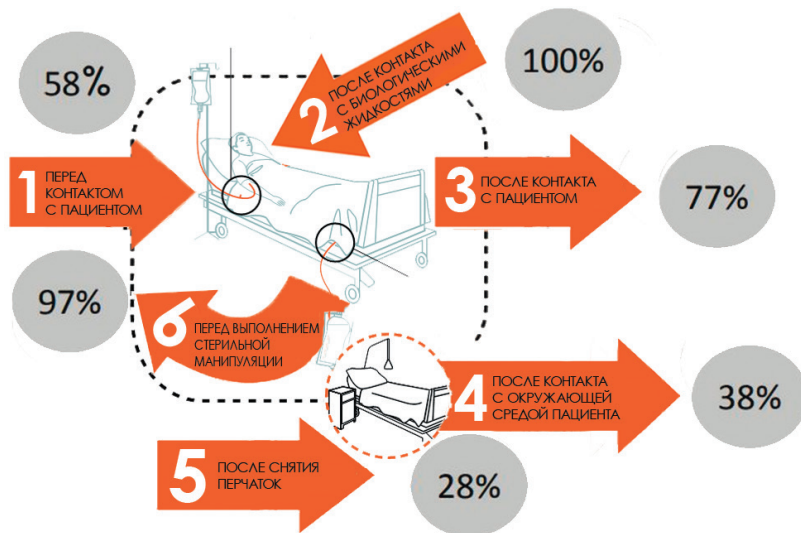 58%
100%
2 ПОСЛЕ КОНТАКТА
С БИОЛОГИЧЕСКИМИ
ЖИДКОСТЯМИ
1 ПЕРЕД
КОНТАКТОМ
С ПАЦИЕНТОМ
3 ПОСЛЕ КОНТАКТА
С ПАЦИЕНТОМ
77%
97%
6 ПЕРЕД ВЫПОЛНЕНИЕМ
СТЕРИЛЬНОЙ
МАНИПУЛЯЦИИ
4 ПОСЛЕ КОНТАКТА
С ОКРУЖАЮЩЕЙ
СРЕДОЙ ПАЦИЕНТА
38%
5 ПОСЛЕ СНЯТИЯ
ПЕРЧАТОК
28%